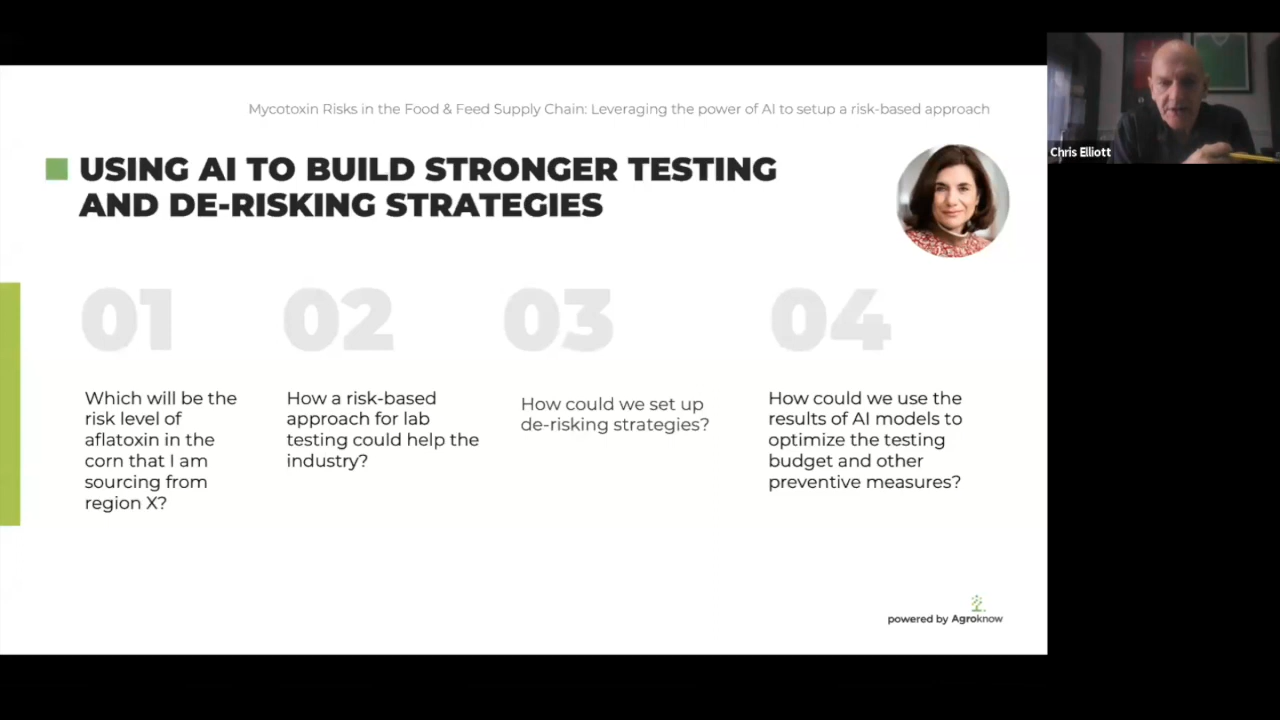 Mycotoxin Risks in the Food & Feed Supply Chain: Leveraging the power of AI to setup a risk-based approach
USING AI TO BUILD STRONGER TESTING
AND DE-RISKING STRATEGIES
Chris Elliott
01
Which will be the
risk level of
aflatoxin in the
corn that I am
sourcing from
region X?
02
How a risk-based
approach for lab
testing could help the
industry?
03
How could we set up
de-risking strategies?
04
How could we use the
results of AI models to
optimize the testing
budget and other
preventive measures?
powered by Agroknow